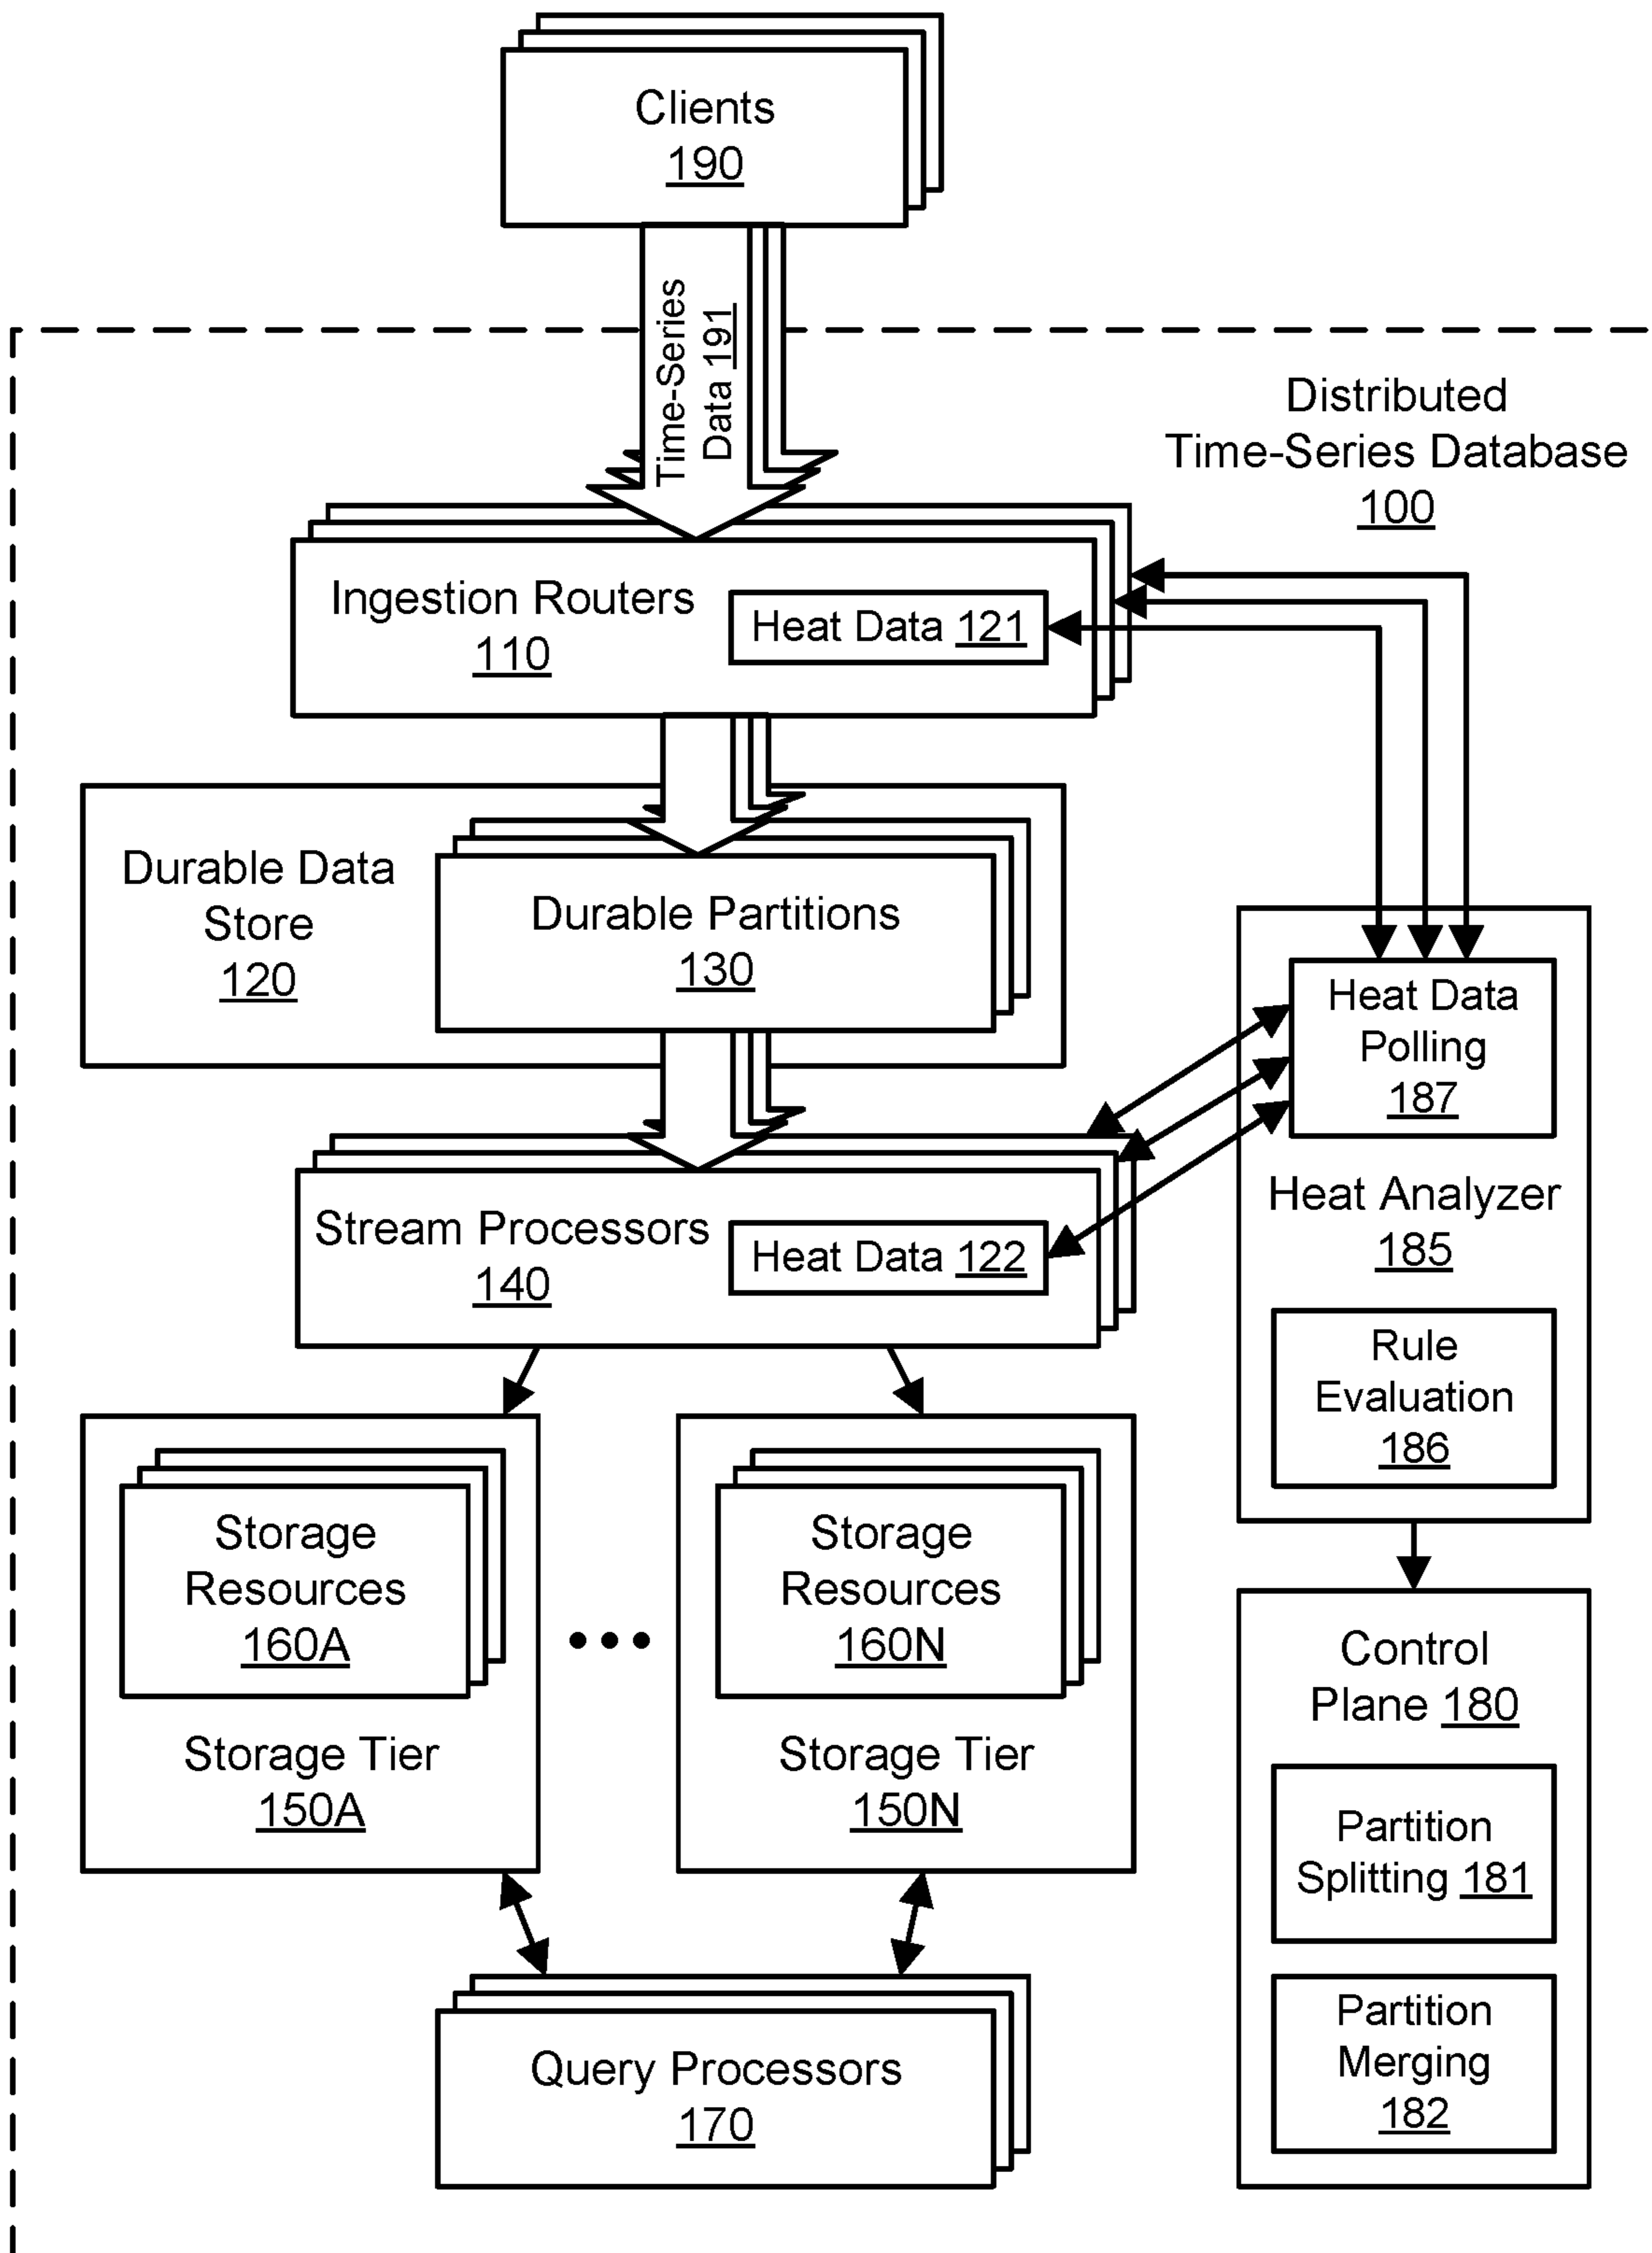 Clients
190
Time-Series
Data 191
Distributed
Time-Series Database
100
Ingestion Routers
110
Heat Data 121
Durable Data
Store
120
Durable Partitions
130
Heat Data
Polling
187
Heat Analyzer
185
Rule
Evaluation
186
Stream Processors
140
Heat Data 122
Storage
Resources
160A
Storage Tier
150A
Storage
Resources
160N
Storage Tier
150N
Control
Plane 180
Partition
Splitting 181
Partition
Merging
182
Query Processors
170